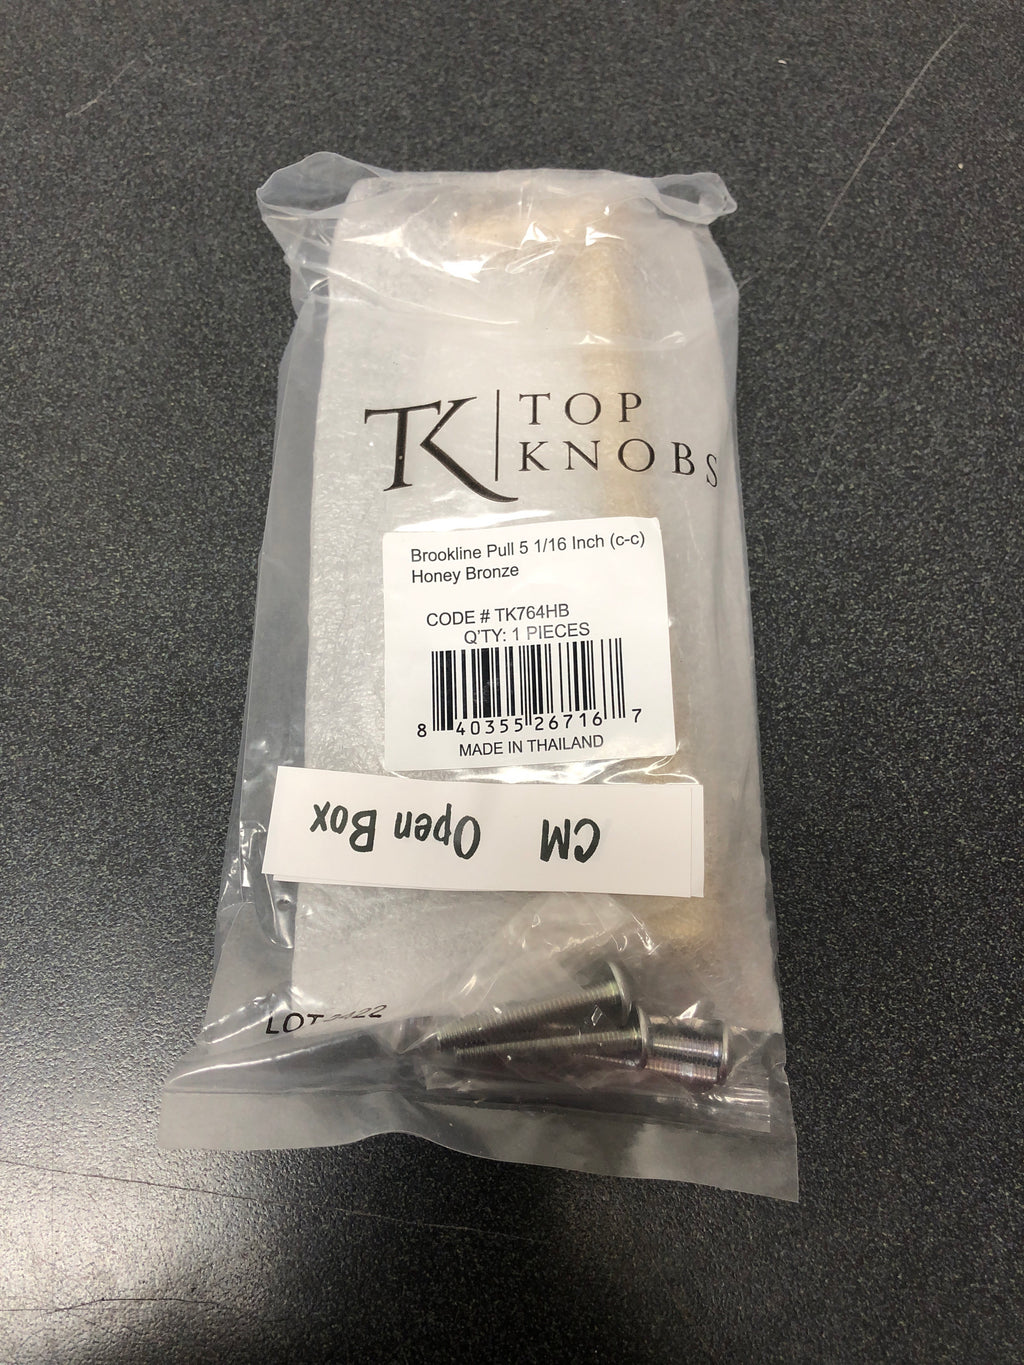 TK TOP
KNOBS
Brookline Pull 5 1/16 Inch (c-c)
Honey Bronze
CODE # TK764HB
Q'TY: 1 PIECES
8 40355 26716 7
MADE IN THAILAND
CM Open Box
LOT